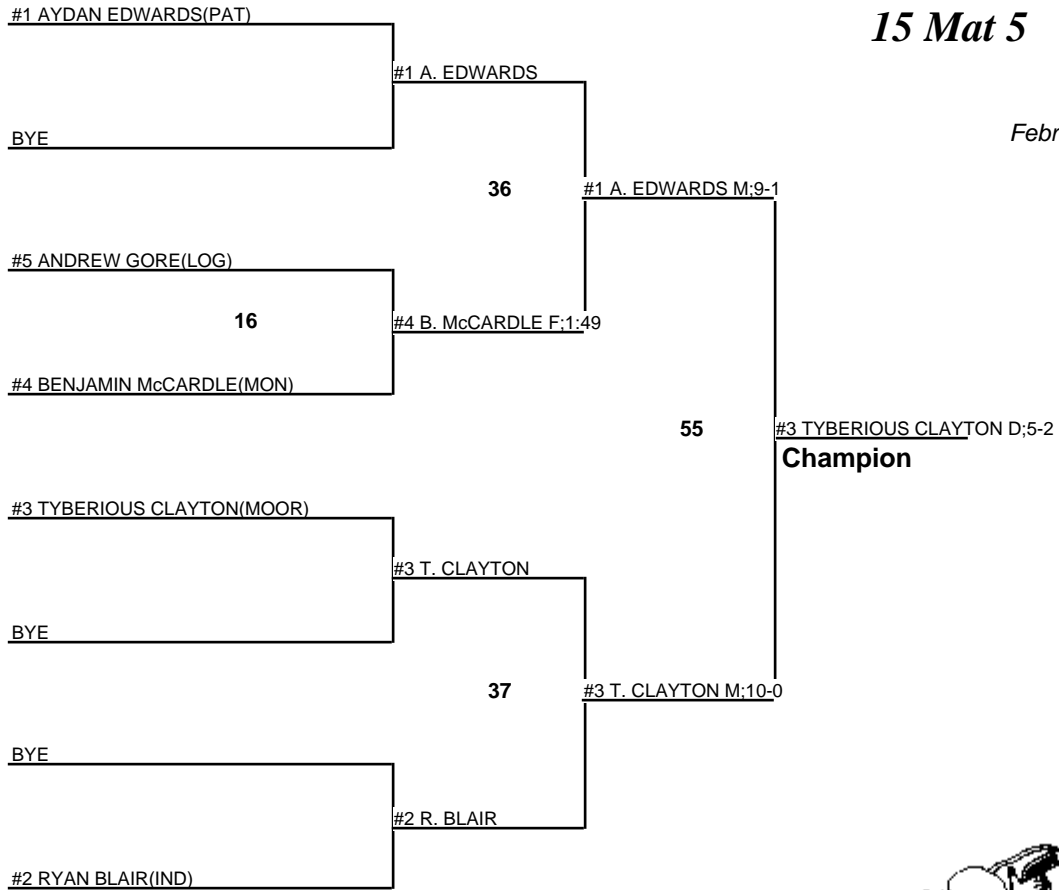 #1 AYDAN EDWARDS(PAT)
15 Mat 5
#1 A. EDWARDS
BYE
Febr
36
#1 A. EDWARDS M;9-1
#5 ANDREW GORE(LOG)
16
#4 B. McCARDLE F;1:49
#4 BENJAMIN McCARDLE(MON)
55
#3 TYBERIOUS CLAYTON D;5-2
Champion
#3 TYBERIOUS CLAYTON(MOOR)
#3 T. CLAYTON
BYE
37
#3 T. CLAYTON M;10-0
BYE
#2 R. BLAIR
#2 RYAN BLAIR(IND)